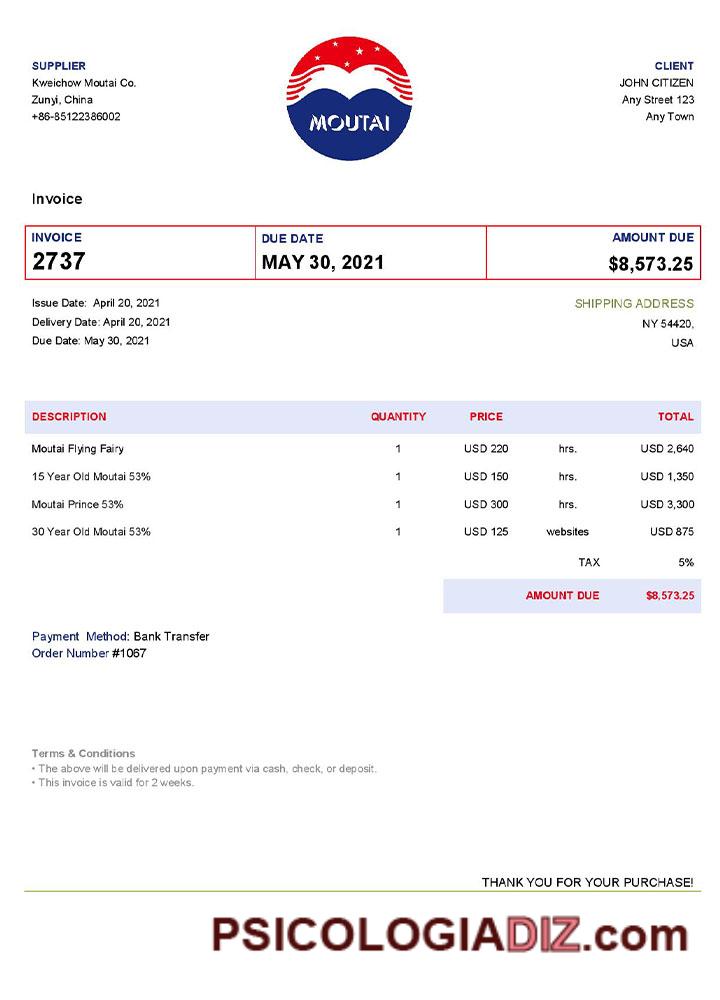 SUPPLIER
Kweichow Moutai Co.
Zunyi, China
+86-85122386002
MOUTAI
CLIENT
JOHN CITIZEN
Any Street 123
Any Town
Invoice
INVOICE
2737
DUE DATE
MAY 30, 2021
AMOUNT DUE
$8,573.25
Issue Date: April 20, 2021
Delivery Date: April 20, 2021
Due Date: May 30, 2021
SHIPPING ADDRESS
NY 54420,
USA
DESCRIPTION QUANTITY PRICE TOTAL
Moutai Flying Fairy 1 USD 220 hrs. USD 2,640
15 Year Old Moutai 53% 1 USD 150 hrs. USD 1,350
Moutai Prince 53% 1 USD 300 hrs. USD 3,300
30 Year Old Moutai 53% 1 USD 125 websites USD 875
TAX 5%
AMOUNT DUE $8,573.25
Payment Method: Bank Transfer
Order Number #1067
Terms & Conditions
• The above will be delivered upon payment via cash, check, or deposit.
• This invoice is valid for 2 weeks.
THANK YOU FOR YOUR PURCHASE!
PSICOLOGIADIZ.com